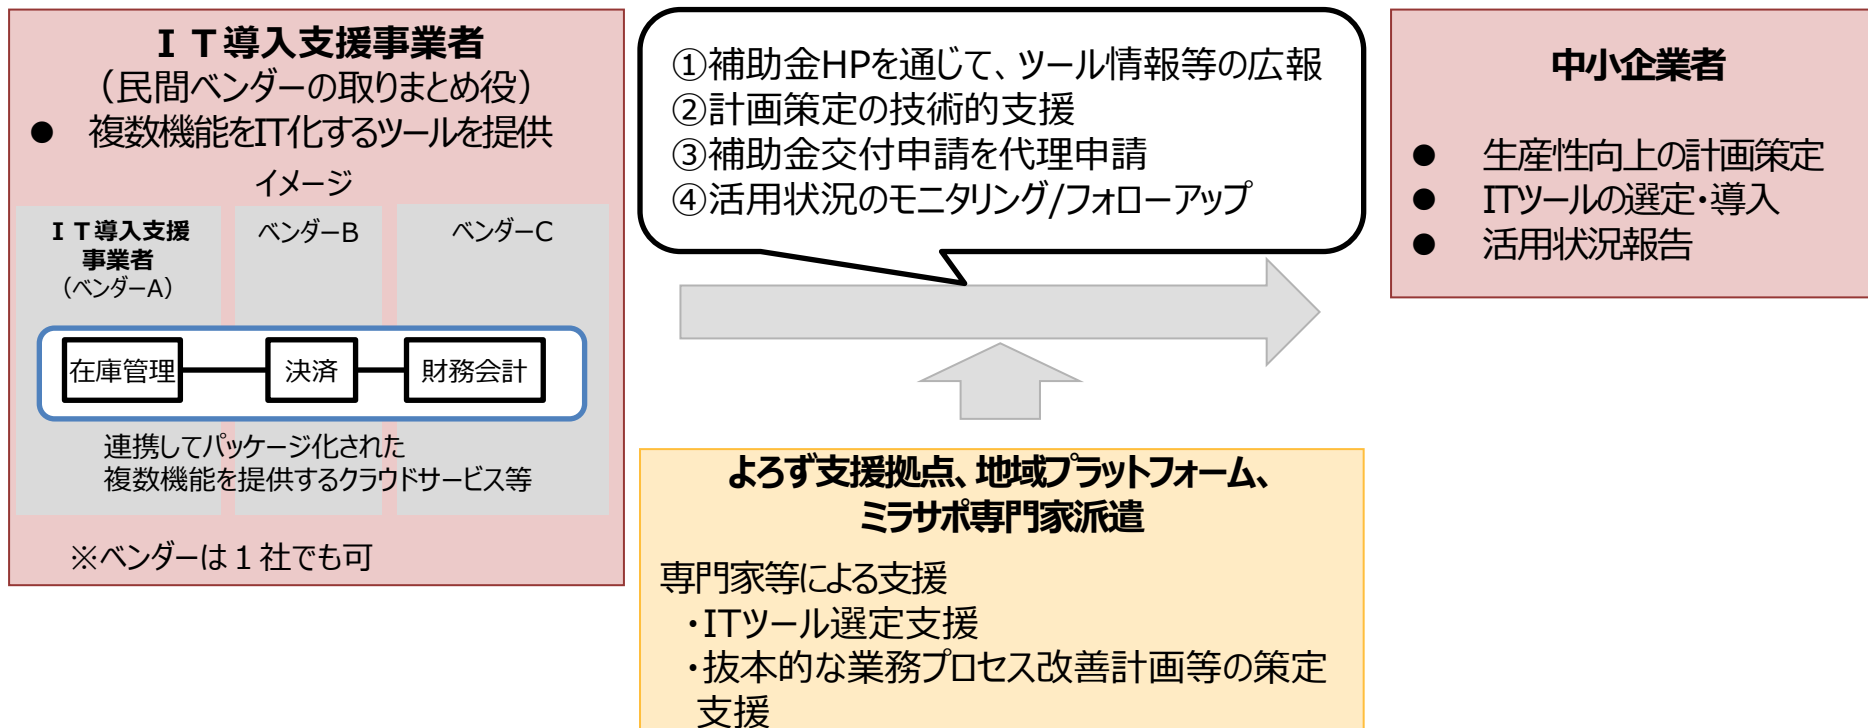 ＩＴ導入支援事業者
（民間ベンダーの取りまとめ役）
● 複数機能をIT化するツールを提供
イメージ
ＩＴ導入支援
事業者
（ベンダーA）
ベンダーB
ベンダーC
在庫管理
決済
財務会計
連携してパッケージ化された
複数機能を提供するクラウドサービス等
※ベンダーは１社でも可
①補助金HPを通じて、ツール情報等の広報
②計画策定の技術的支援
③補助金交付申請を代理申請
④活用状況のモニタリング/フォローアップ
中小企業者
● 生産性向上の計画策定
● ITツールの選定・導入
● 活用状況報告
よろず支援拠点、地域プラットフォーム、
ミラサポ専門家派遣
専門家等による支援
・ITツール選定支援
・抜本的な業務プロセス改善計画等の策定
支援